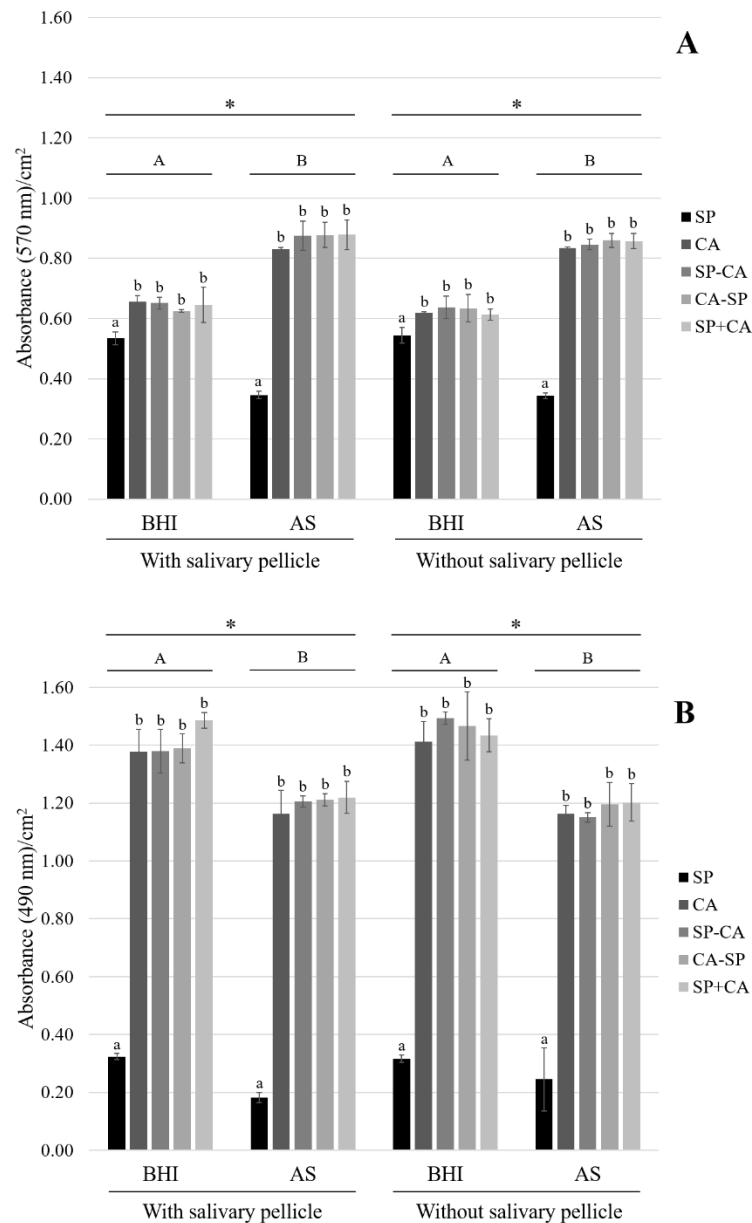 A
1.60
1.40
1.20
1.00
0.80
0.60
0.40
0.20
0.00
Absorbance (570 nm)/cm²
* *
A B A B
a b b b b a b b b b a b b b b a b b b b
BHI AS BHI AS
With salivary pellicle Without salivary pellicle
SP
CA
SP-CA
CA-SP
SP+CA
B
1.60
1.40
1.20
1.00
0.80
0.60
0.40
0.20
0.00
Absorbance (490 nm)/cm²
* *
A B A B
a b b b b a b b b b a b b b b a b b b b
BHI AS BHI AS
With salivary pellicle Without salivary pellicle
SP
CA
SP-CA
CA-SP
SP+CA